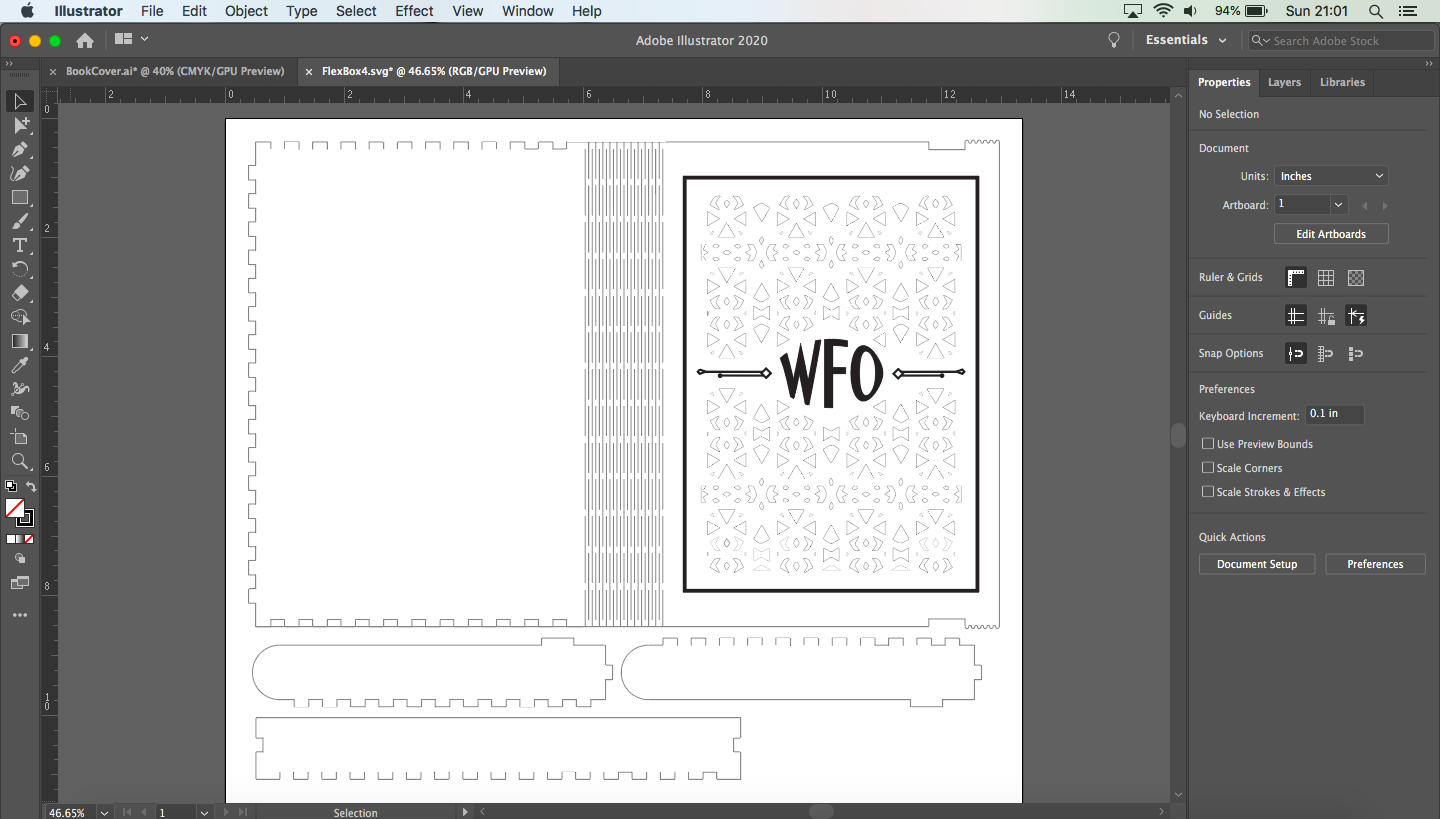 Illustrator File Edit Object Type Select Effect View Window Help 94% Sun 21:01
Adobe Illustrator 2020 Essentials Search Adobe Stock
BookCover.ai* @ 40% (CMYK/GPU Preview) FlexBox4.svg* @ 46.65% (RGB/GPU Preview)
2 0 2 4 6 8 10 12 14
0
2
4
6
8
10
WFO
Properties Layers Libraries
No Selection
Document
Units: Inches
Artboard: 1
Edit Artboards
Ruler & Grids
Guides
Snap Options
Preferences
Keyboard Increment: 0.1 in
Use Preview Bounds
Scale Corners
Scale Strokes & Effects
Quick Actions
Document Setup Preferences
46.65% 1 Selection